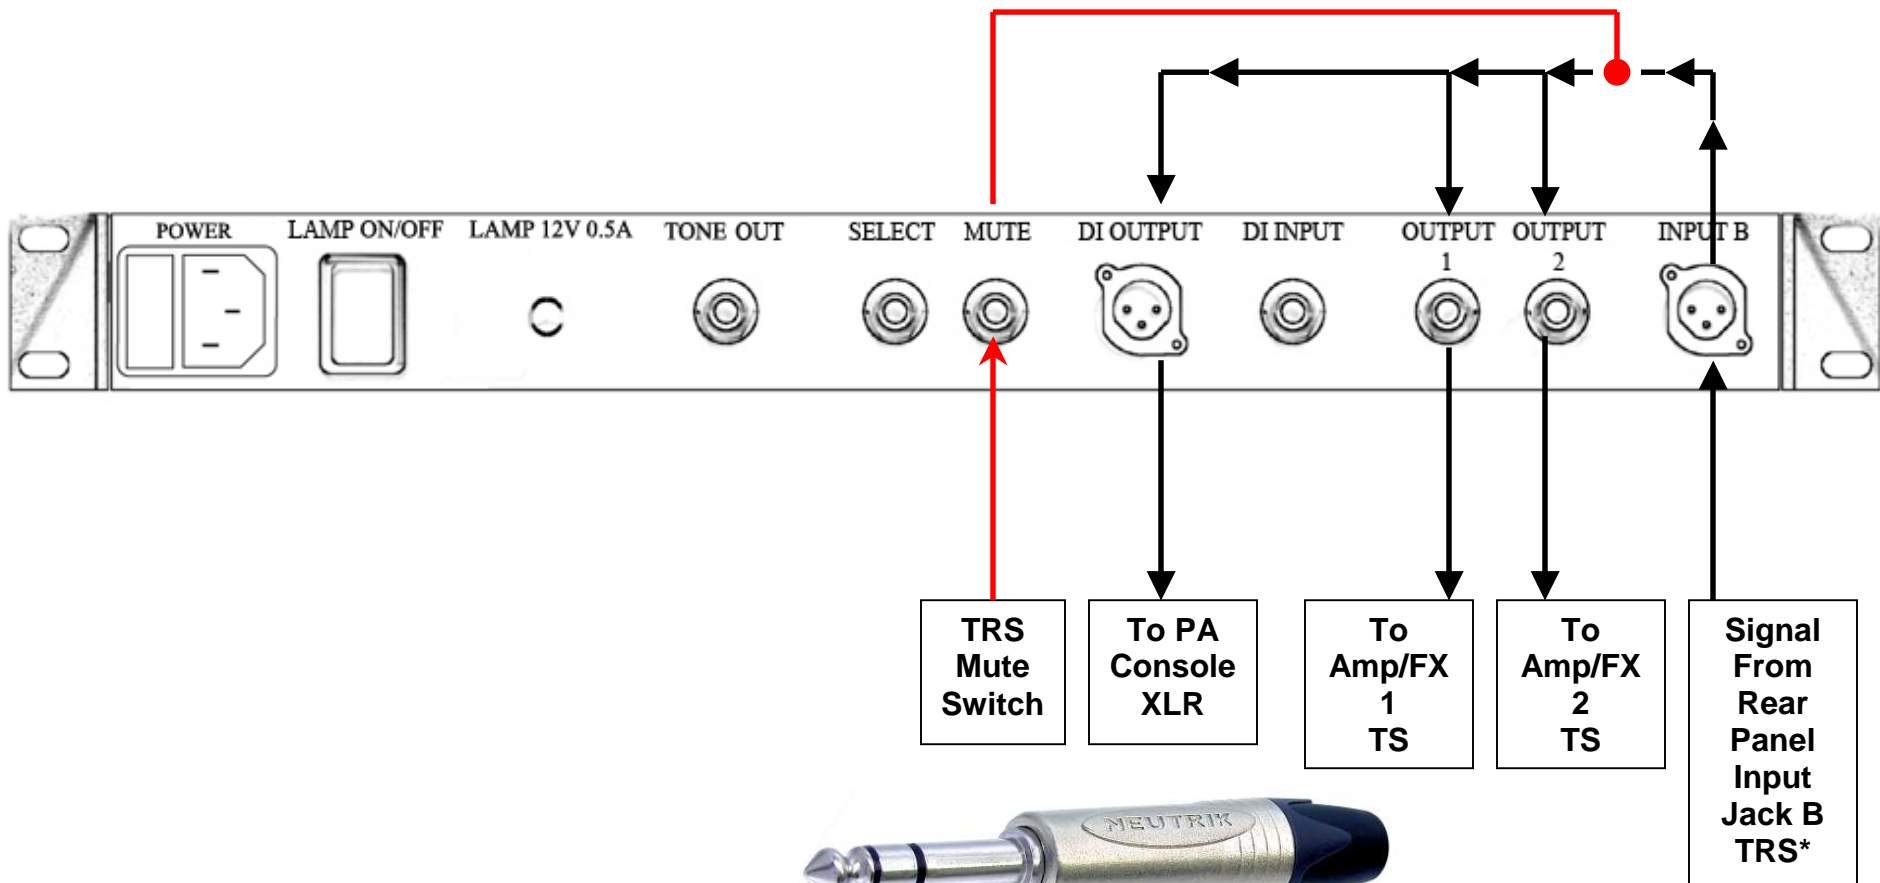 POWER
LAMP ON/OFF
LAMP 12V 0.5A
TONE OUT
SELECT
MUTE
DI OUTPUT
DI INPUT
OUTPUT
1
OUTPUT
2
INPUT B
TRS
Mute
Switch
To PA
Console
XLR
To
Amp/FX
1
TS
To
Amp/FX
2
TS
Signal
From
Rear
Panel
Input
Jack B
TRS*
NEUTRIK